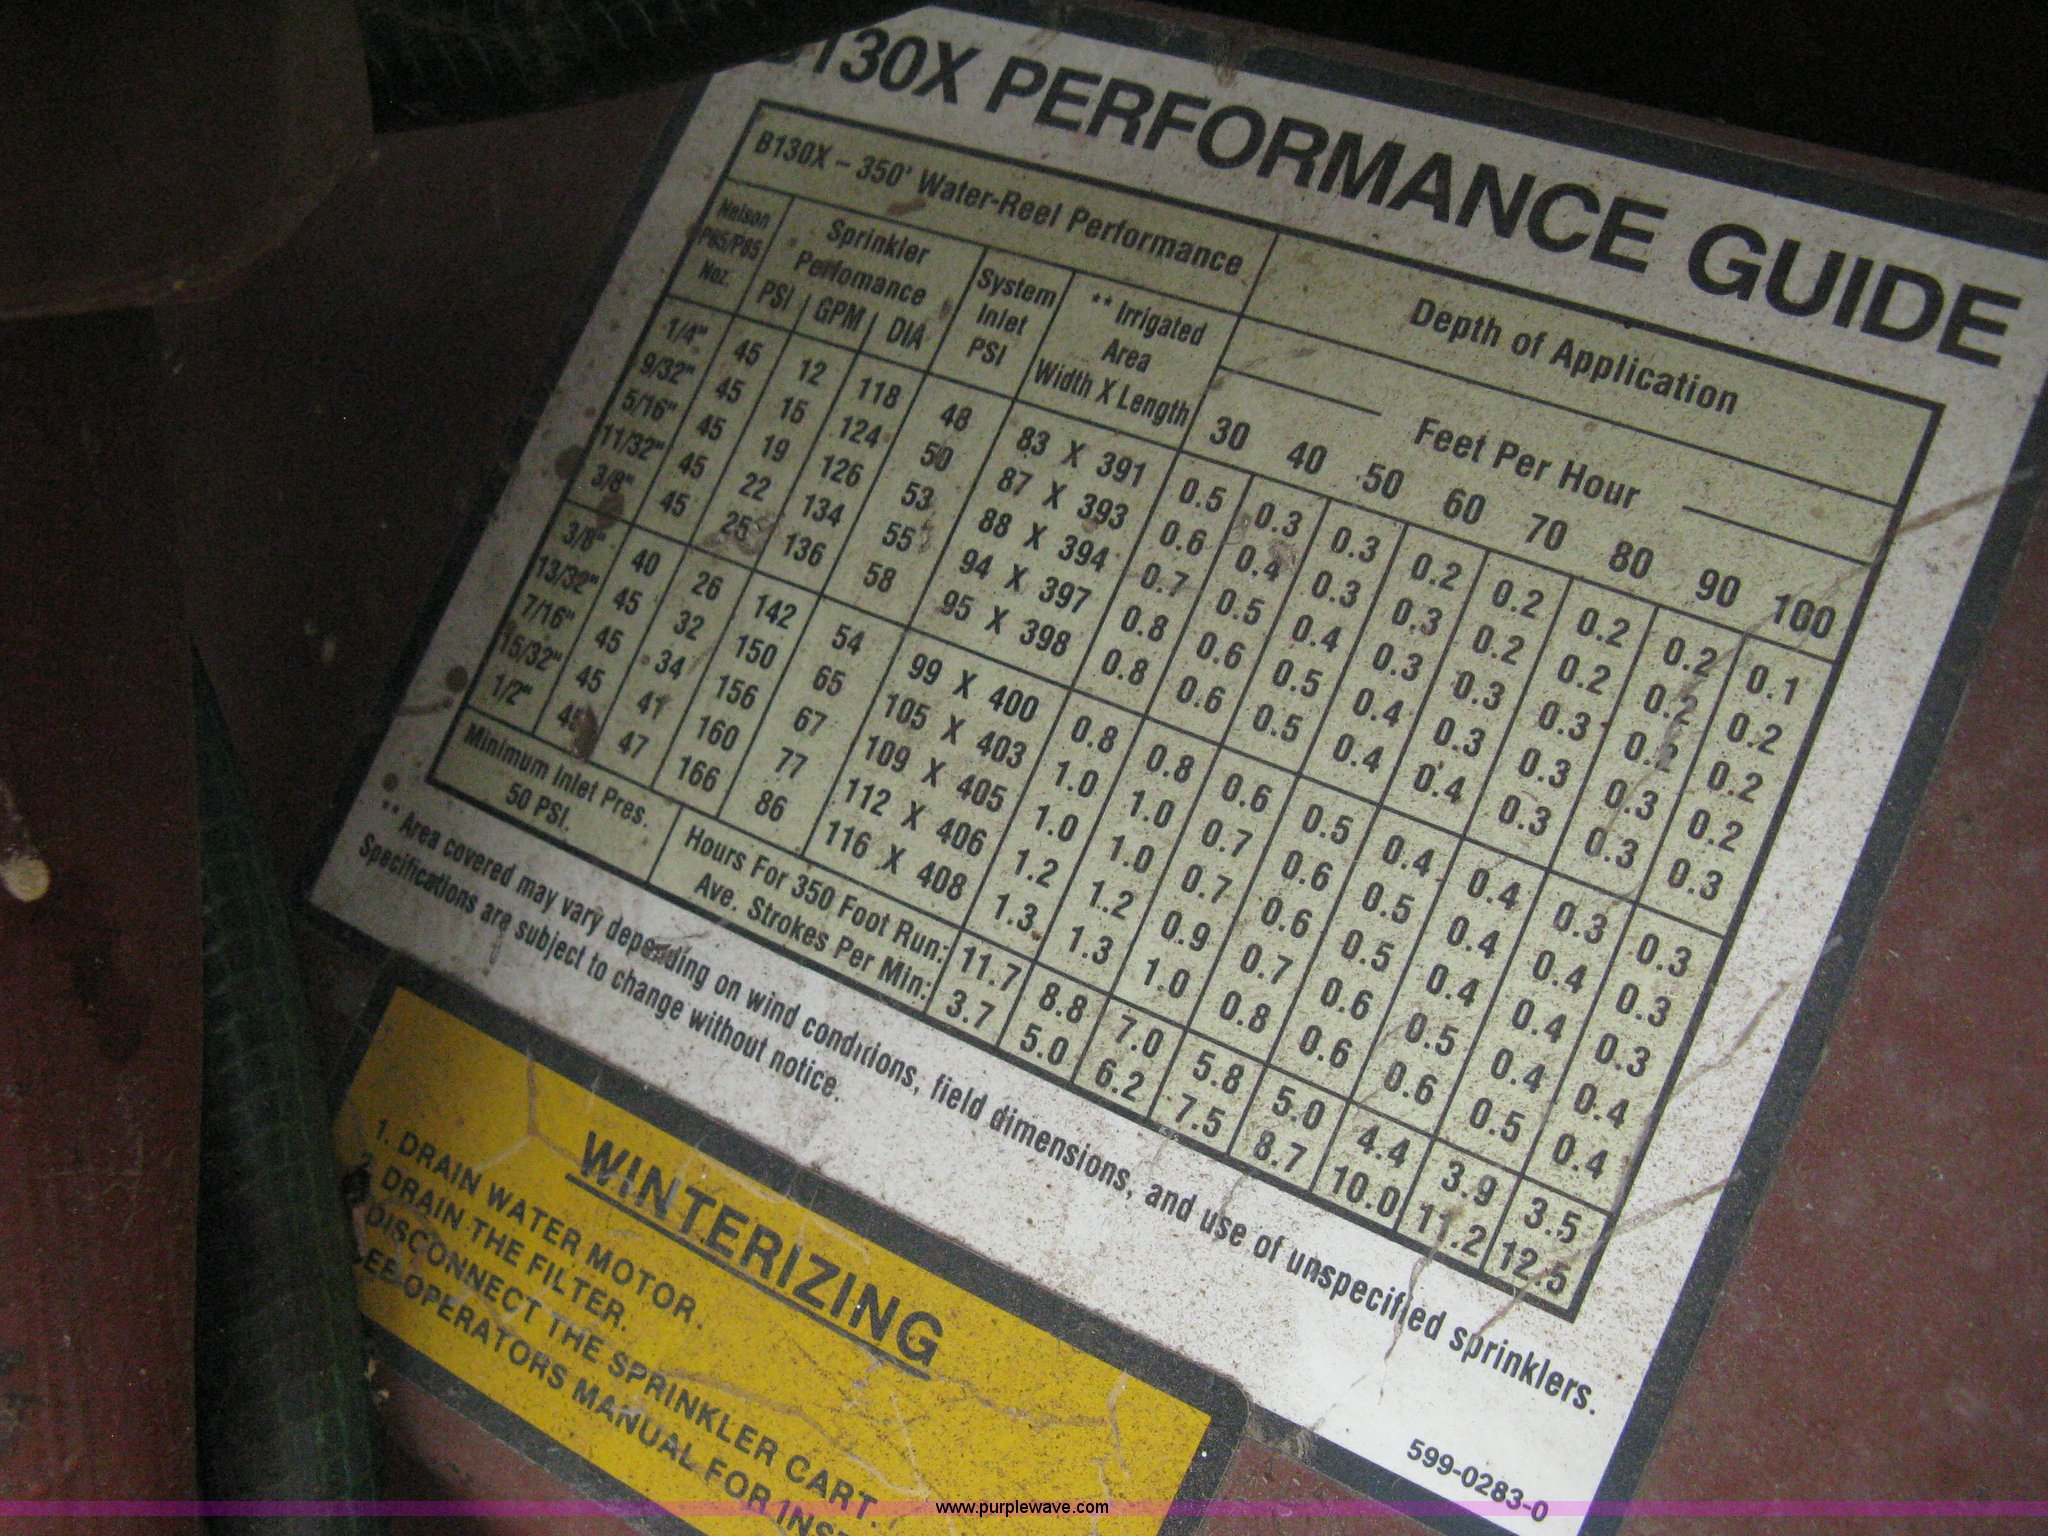 B130X PERFORMANCE GUIDE
B130X – 350' Water-Reel Performance
Depth of Application
Nelson
P65/P85
Noz.
Sprinkler
Perfomance
PSI GPM DIA
System
Inlet
PSI
** Irrigated
Area
Width X Length
Feet Per Hour
30 40 50 60 70 80 90 100
1/4" 45 12 118 48 83 X 391 0.5 0.3 0.3 0.2 0.2 0.2 0.2 0.1
9/32" 45 15 124 50 87 X 393 0.6 0.4 0.3 0.3 0.2 0.2 0.2 0.2
5/16" 45 19 126 53 88 X 394 0.7 0.5 0.4 0.3 0.3 0.3 0.2 0.2
11/32" 45 22 134 55 94 X 397 0.8 0.6 0.5 0.4 0.3 0.3 0.3 0.2
3/8" 45 25 136 58 95 X 398 0.8 0.6 0.5 0.4 0.4 0.3 0.3 0.3
3/8" 40 26 142 54 99 X 400 0.8 0.8 0.6 0.5 0.4 0.4 0.3 0.3
13/32" 45 32 150 65 105 X 403 1.0 1.0 0.7 0.6 0.5 0.4 0.4 0.3
7/16" 45 34 156 67 109 X 405 1.0 1.0 0.7 0.6 0.5 0.4 0.4 0.3
15/32" 45 41 160 77 112 X 406 1.2 1.2 0.9 0.7 0.6 0.5 0.4 0.4
1/2" 45 47 166 86 116 X 408 1.3 1.3 1.0 0.8 0.6 0.6 0.5 0.4
Minimum Inlet Pres.
50 PSI.
Hours For 350 Foot Run: 11.7 8.8 7.0 5.8 5.0 4.4 3.9 3.5
Ave. Strokes Per Min: 3.7 5.0 6.2 7.5 8.7 10.0 11.2 12.5
** Area covered may vary depending on wind conditions, field dimensions, and use of unspecified sprinklers.
Specifications are subject to change without notice.
599-0283-0
WINTERIZING
1. DRAIN WATER MOTOR.
2. DRAIN THE FILTER.
DISCONNECT THE SPRINKLER CART.
SEE OPERATORS MANUAL FOR
www.purplewave.com